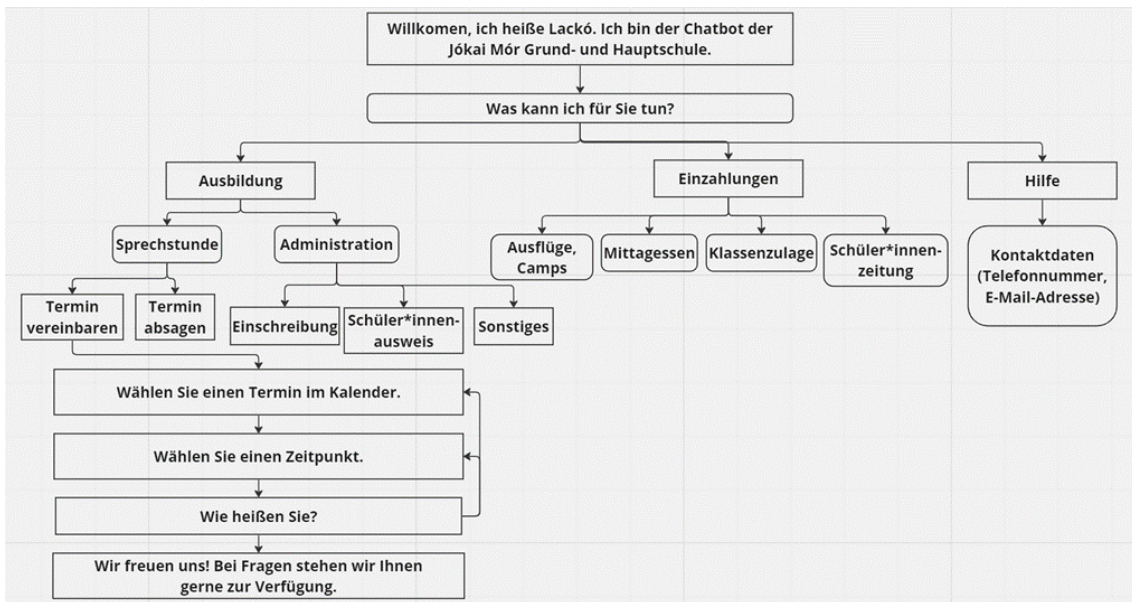 Willkommen, ich heiße Lackó. Ich bin der Chatbot der
Jókai Mór Grund- und Hauptschule.
Was kann ich für Sie tun?
Ausbildung
Einzahlungen
Hilfe
Sprechstunde
Administration
Ausflüge,
Camps
Mittagessen
Klassenzulage
Schüler*innen-
zeitung
Kontaktdaten
(Telefonnummer,
E-Mail-Adresse)
Termin
vereinbaren
Termin
absagen
Einschreibung
Schüler*innen-
ausweis
Sonstiges
Wählen Sie einen Termin im Kalender.
Wählen Sie einen Zeitpunkt.
Wie heißen Sie?
Wir freuen uns! Bei Fragen stehen wir Ihnen
gerne zur Verfügung.